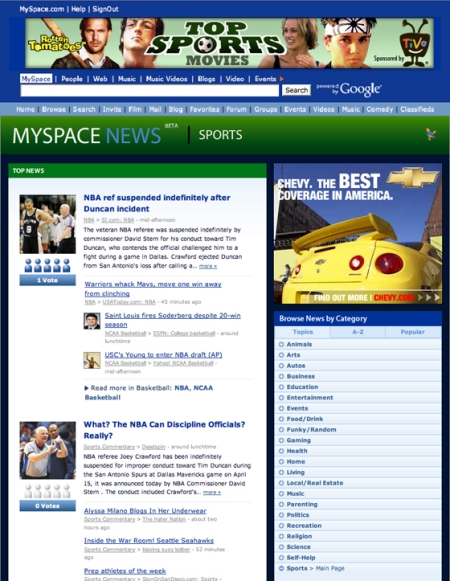 MySpace.com | Help | SignOut
Rotten Tomatoes
TOP SPORTS MOVIES
Sponsored by
TiVo
MySpace | People | Web | Music | Music Videos | Blogs | Video | Events
Search
powered by Google
Home | Browse | Search | Invite | Film | Mail | Blog | Favorites | Forum | Groups | Events | Videos | Music | Comedy | Classifieds
MYSPACE NEWS BETA | SPORTS
TOP NEWS
NBA ref suspended indefinitely after
Duncan incident
NBA > SI.com: NBA - mid-afternoon
The veteran NBA referee was suspended indefinitely by
commissioner David Stern for his conduct toward Tim
Duncan, who contends the official challenged him to a
fight during a game in Dallas. Crawford ejected Duncan
from San Antonio's loss after calling a... more »
1 Votes
Warriors whack Mavs, move one win away
from clinching
NBA > USAToday.com: NBA - 45 minutes ago
Saint Louis fires Soderberg despite 20-win
season
NCAA Basketball > ESPN: College basketball - around
lunchtime
USC's Young to enter NBA draft (AP)
NCAA Basketball > Yahoo! NCAA Basketball -
mid-afternoon
Read more in Basketball: NBA, NCAA
Basketball
What? The NBA Can Discipline Officials?
Really?
Sports Commentary > Deadspin - around lunchtime
NBA referee Joey Crawford has been indefinitely
suspended for improper conduct toward Tim Duncan during
the San Antonio Spurs at Dallas Mavericks game on April
15, it was announced today by NBA Commissioner David
Stern . The conduct included Crawford's... more »
0 Votes
Alyssa Milano Blogs In Her Underwear
Sports Commentary > The Hater Nation - about two
hours ago
Inside the War Room! Seattle Seahawks
Sports Commentary > kissing suzy kolber - 52 minutes
ago
Prep athletes of the week
Sports Commentary > SignOnSanDiego.com: Sports -
CHEVY. THE BEST
COVERAGE IN AMERICA.
FIND OUT MORE | CHEVY.COM
Browse News by Category
Topics
A-Z
Popular
Animals
Arts
Autos
Business
Education
Entertainment
Events
Food/Drink
Funky/Random
Gaming
Health
Home
Living
Local/Real Estate
Music
Parenting
Politics
Recreation
Religion
Science
Self-Help
Sports > Main Page